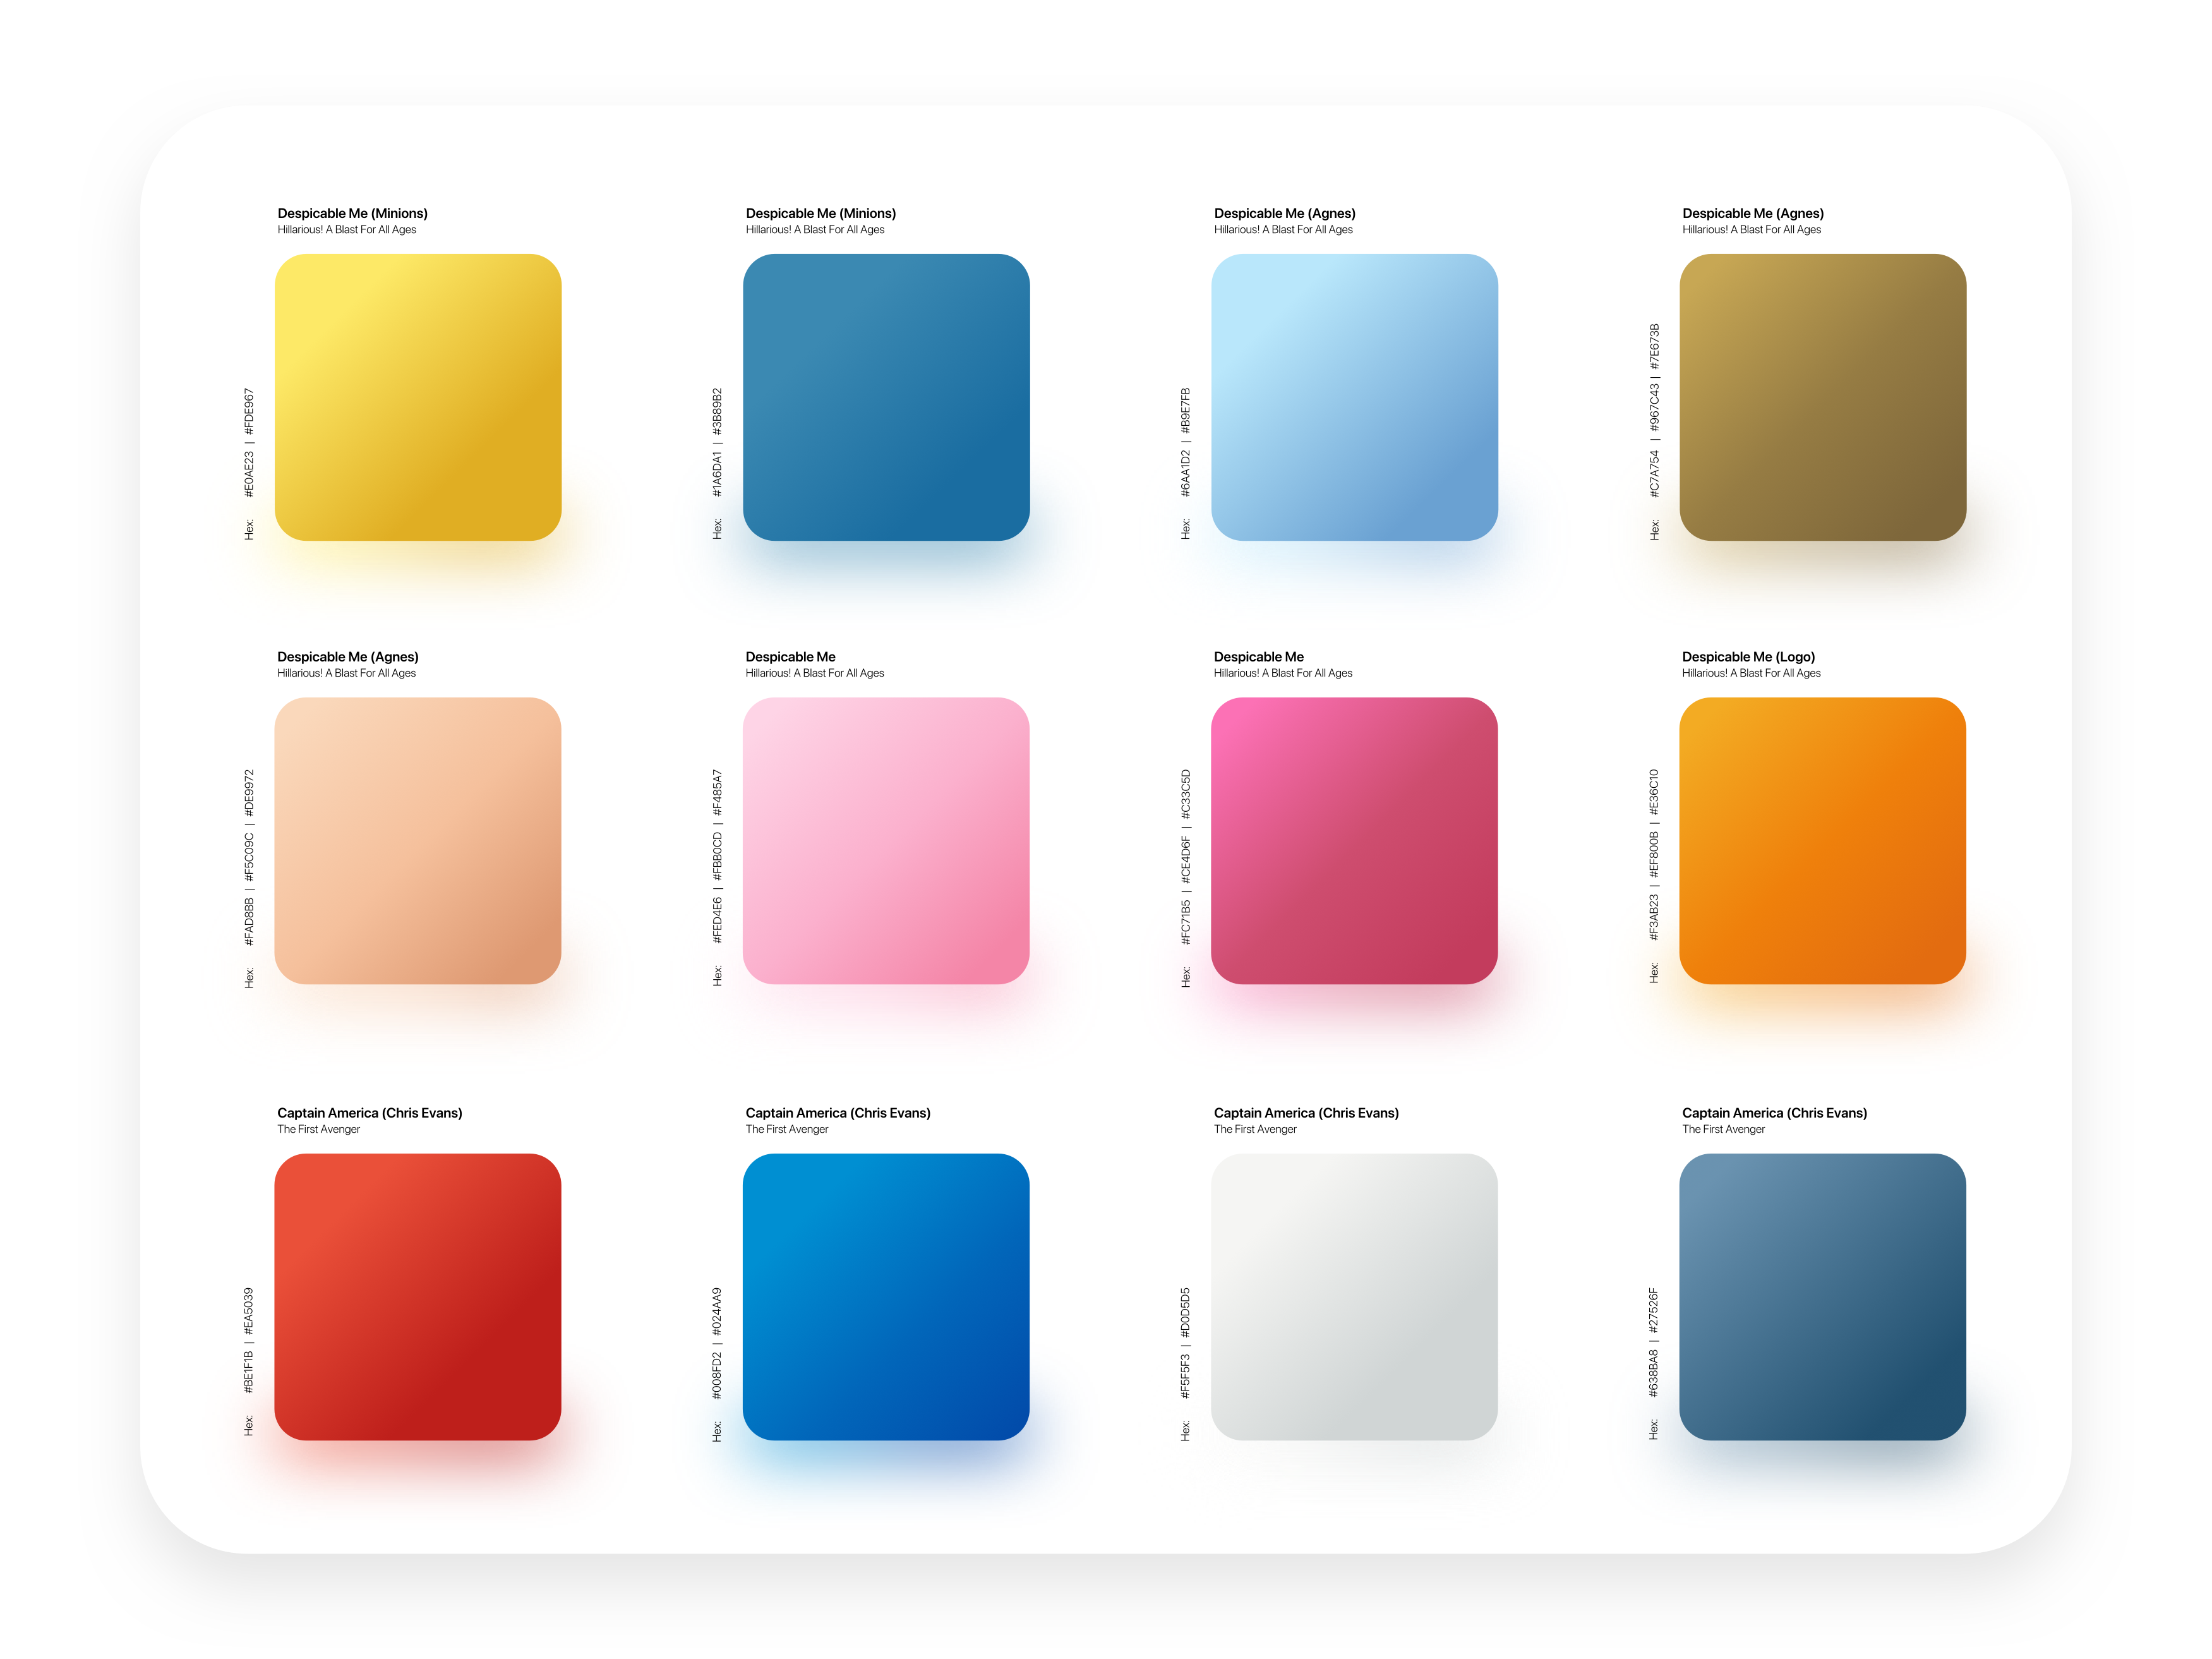 Despicable Me (Minions)
Hillarious! A Blast For All Ages
Hex: #E0AE23 | #FDE967
Despicable Me (Minions)
Hillarious! A Blast For All Ages
Hex: #1A6DA1 | #3B89B2
Despicable Me (Agnes)
Hillarious! A Blast For All Ages
Hex: #6AA1D2 | #B9E7FB
Despicable Me (Agnes)
Hillarious! A Blast For All Ages
Hex: #C7A754 | #967C43 | #7E673B
Despicable Me (Agnes)
Hillarious! A Blast For All Ages
Hex: #FAD8BB | #F5C09C | #DE9972
Despicable Me
Hillarious! A Blast For All Ages
Hex: #FED4E6 | #FBB0CD | #F485A7
Despicable Me
Hillarious! A Blast For All Ages
Hex: #FC71B5 | #CE4D6F | #C33C5D
Despicable Me (Logo)
Hillarious! A Blast For All Ages
Hex: #F3AB23 | #EF800B | #E36C10
Captain America (Chris Evans)
The First Avenger
Hex: #BE1F1B | #EA5039
Captain America (Chris Evans)
The First Avenger
Hex: #008FD2 | #024AA9
Captain America (Chris Evans)
The First Avenger
Hex: #F5F5F3 | #D0D5D5
Captain America (Chris Evans)
The First Avenger
Hex: #638BA8 | #27526F